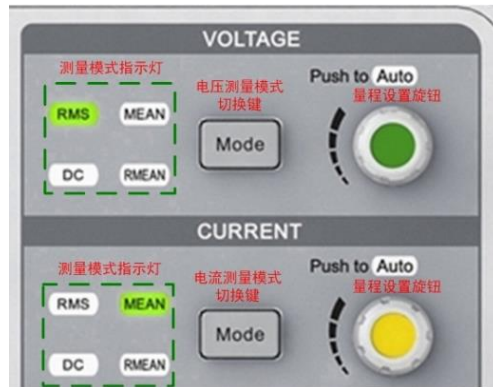 VOLTAGE
测量模式指示灯
RMS MEAN
DC RMEAN
电压测量模式
切换键
Mode
Push to Auto
量程设置旋钮
CURRENT
测量模式指示灯
RMS MEAN
DC RMEAN
电流测量模式
切换键
Mode
Push to Auto
量程设置旋钮